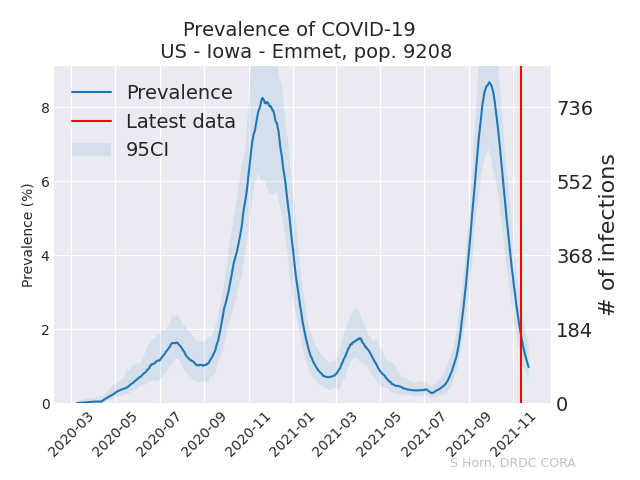 Prevalence of COVID-19
US - Iowa - Emmet, pop. 9208
Prevalence
Latest data
95CI
Prevalence (%)
8
6
4
2
0
736
552
368
184
0
# of infections
2020-03
2020-05
2020-07
2020-09
2020-11
2021-01
2021-03
2021-05
2021-07
2021-09
2021-11
S Horn, DRDC CORA